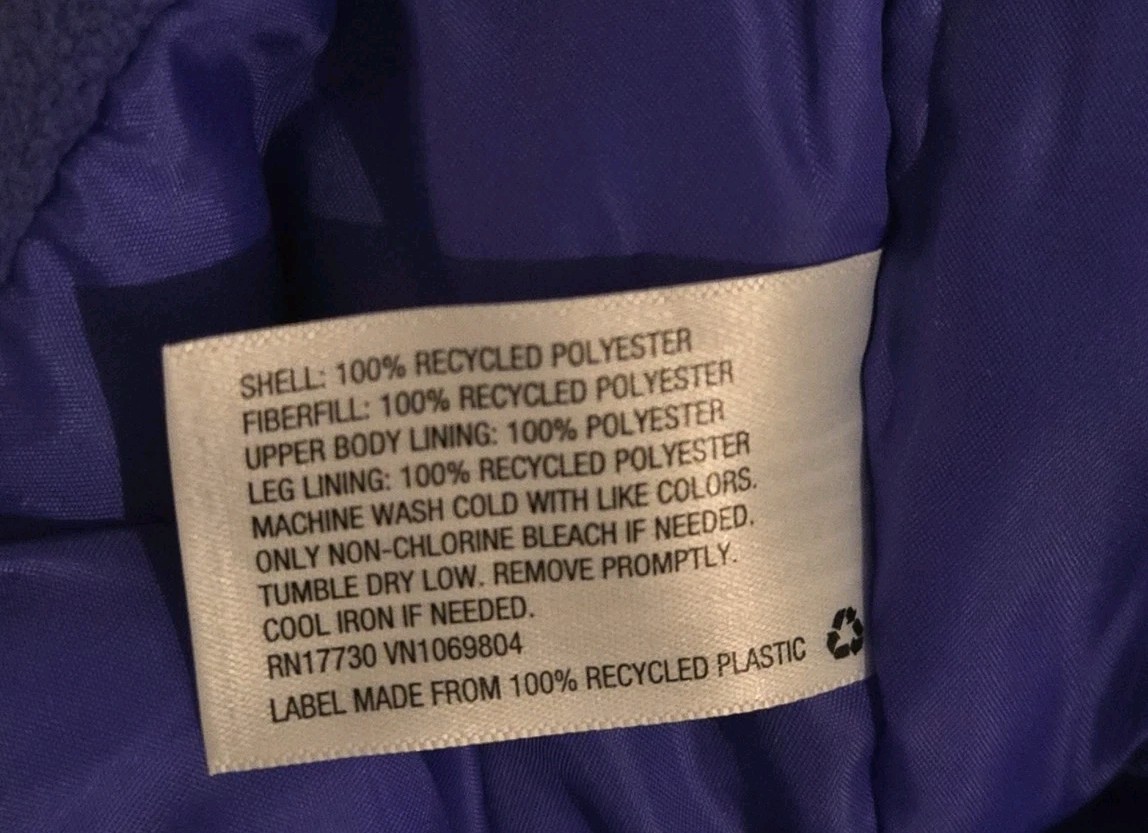 SHELL: 100% RECYCLED POLYESTER
FIBERFILL: 100% RECYCLED POLYESTER
UPPER BODY LINING: 100% POLYESTER
LEG LINING: 100% RECYCLED POLYESTER
MACHINE WASH COLD WITH LIKE COLORS.
ONLY NON-CHLORINE BLEACH IF NEEDED.
TUMBLE DRY LOW. REMOVE PROMPTLY.
COOL IRON IF NEEDED.
RN17730 VN1069804
LABEL MADE FROM 100% RECYCLED PLASTIC